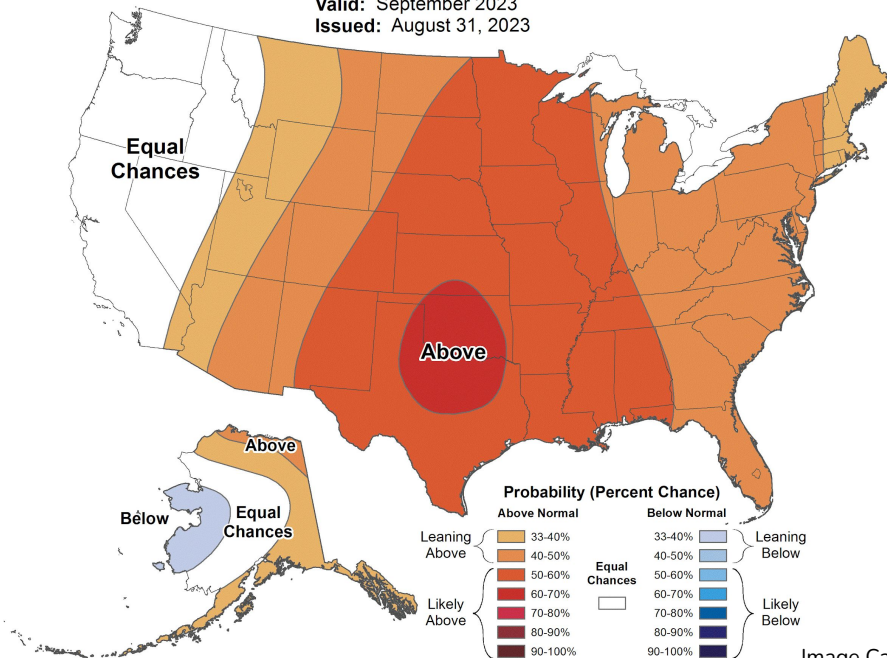 Valid: September 2023
Issued: August 31, 2023
Equal
Chances
Above
Above
Below
Equal
Chances
Probability (Percent Chance)
Above Normal
Below Normal
Leaning
Above
33-40%
40-50%
Likely
Above
50-60%
60-70%
70-80%
80-90%
90-100%
Equal
Chances
33-40%
40-50%
Leaning
Below
50-60%
60-70%
70-80%
80-90%
90-100%
Likely
Below
Image